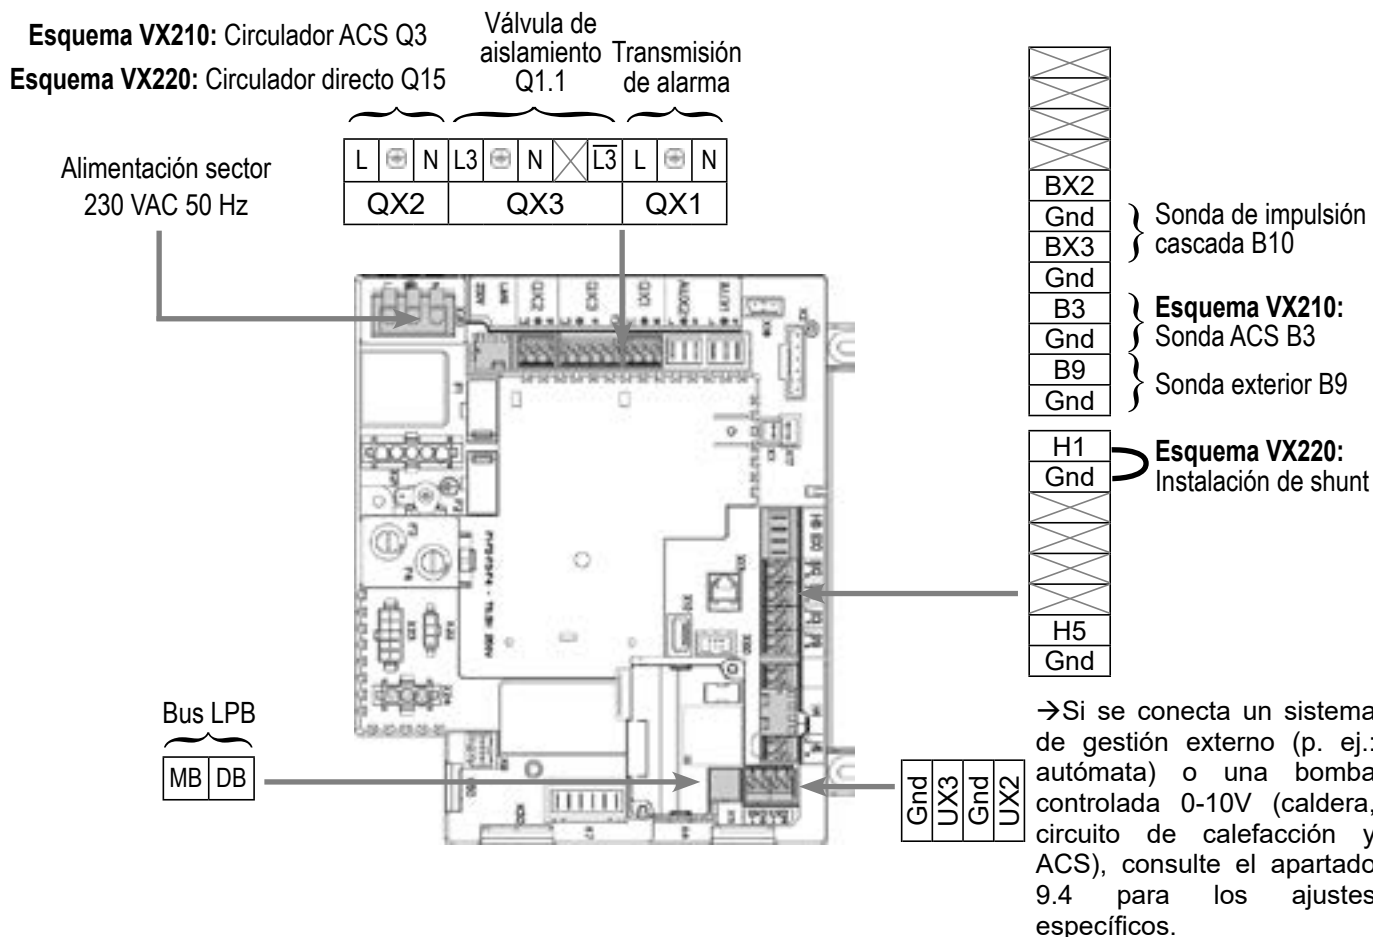 Esquema VX210: Circulador ACS Q3
Esquema VX220: Circulador directo Q15
Válvula de
aislamiento
Q1.1
Transmisión
de alarma
L N L3 N L3 L N
QX2 QX3 QX1
Alimentación sector
230 VAC 50 Hz
BX2
Gnd
BX3
Gnd
B3
Gnd
B9
Gnd
Sonda de impulsión
cascada B10
Esquema VX210:
Sonda ACS B3
Sonda exterior B9
H1
Gnd
Esquema VX220:
Instalación de shunt
H5
Gnd
Bus LPB
MB DB
Gnd
UX3
Gnd
UX2
→Si se conecta un sistema
de gestión externo (p. ej.:
autómata) o una bomba
controlada 0-10V (caldera,
circuito de calefacción y
ACS), consulte el apartado
9.4 para los ajustes
específicos.
QX2
QX3
QX1